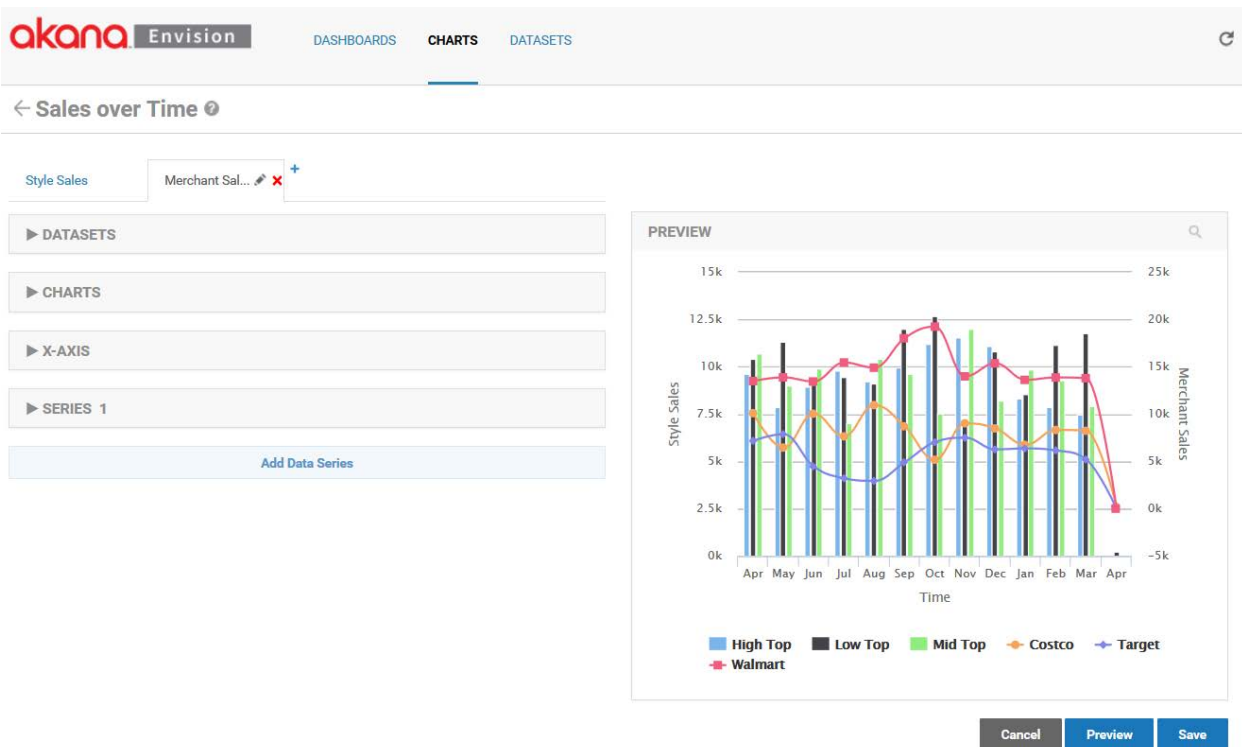 akana Envision
DASHBOARDS CHARTS DATASETS
Sales over Time
Style Sales Merchant Sal... +
DATASETS
CHARTS
X-AXIS
SERIES 1
Add Data Series
PREVIEW
15k 25k
12.5k 20k
10k 15k
7.5k 10k
5k 5k
2.5k 0k
0k -5k
Style Sales
Merchant Sales
Apr May Jun Jul Aug Sep Oct Nov Dec Jan Feb Mar Apr
Time
High Top Low Top Mid Top Costco Target
Walmart
Cancel Preview Save